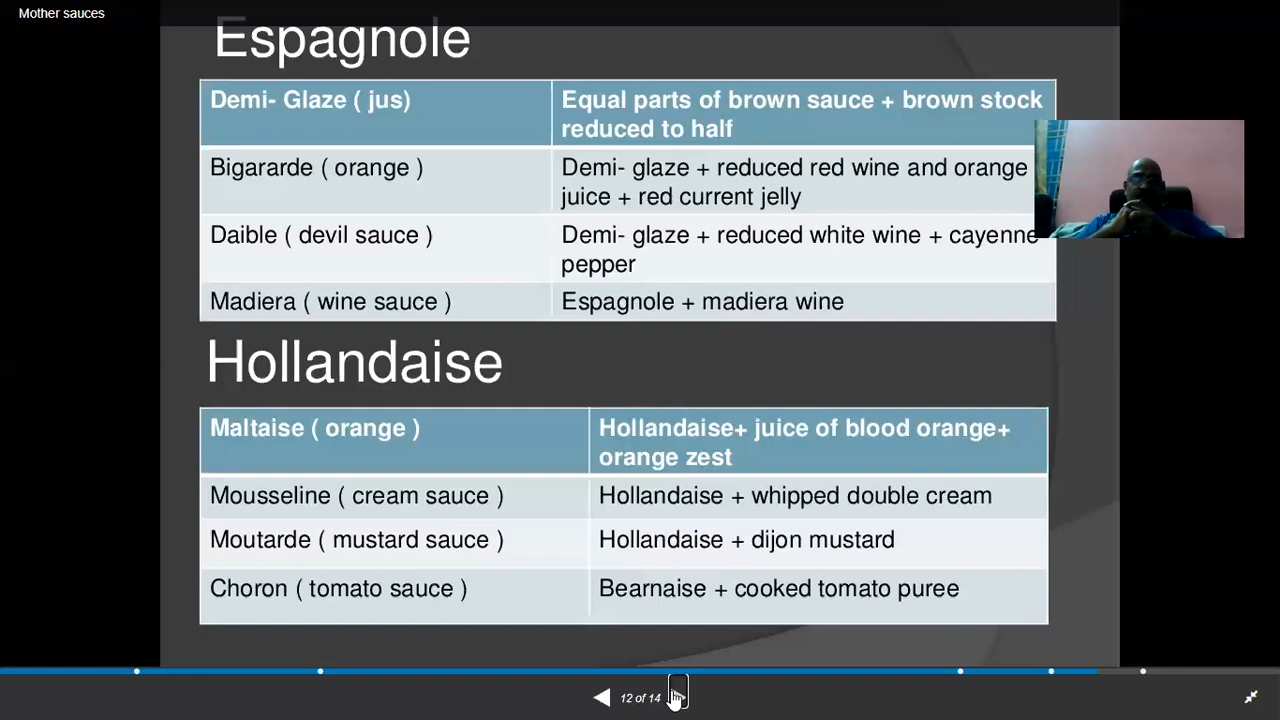 Mother sauces
Espagnole
Demi- Glaze ( jus)
Equal parts of brown sauce + brown stock
reduced to half
Bigararde ( orange )
Demi- glaze + reduced red wine and orange
juice + red current jelly
Daible ( devil sauce )
Demi- glaze + reduced white wine + cayenne
pepper
Madiera ( wine sauce )
Espagnole + madiera wine
Hollandaise
Maltaise ( orange )
Hollandaise+ juice of blood orange+
orange zest
Mousseline ( cream sauce )
Hollandaise + whipped double cream
Moutarde ( mustard sauce )
Hollandaise + dijon mustard
Choron ( tomato sauce )
Bearnaise + cooked tomato puree
12 of 14